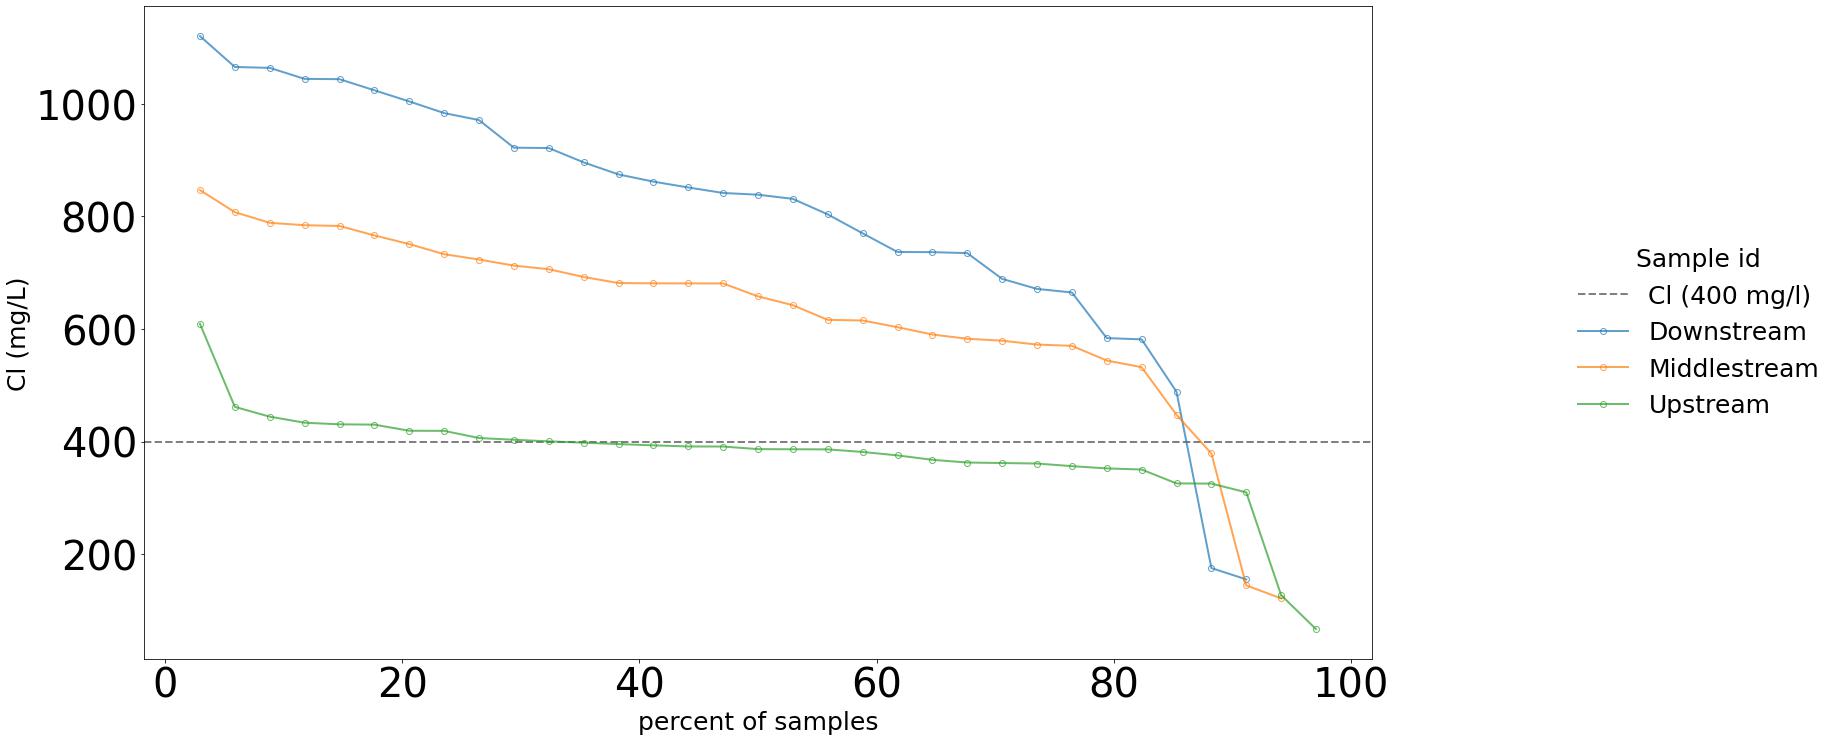 1000
800
600
400
200
Cl (mg/L)
0 20 40 60 80 100
percent of samples
Sample id
Cl (400 mg/l)
Downstream
Middlestream
Upstream